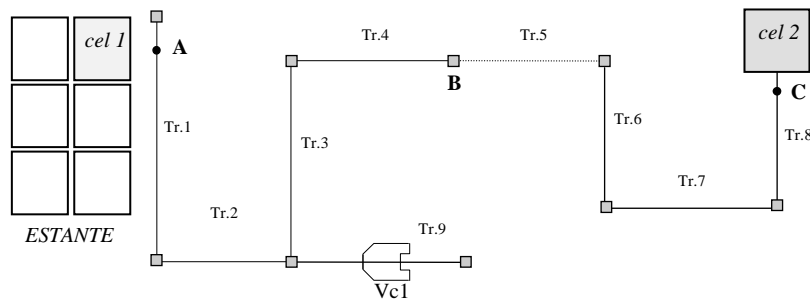 cel 1
A
Tr.4
Tr.5
cel 2
B
C
Tr.1
Tr.3
Tr.6
Tr.8
Tr.7
Tr.2
Tr.9
ESTANTE
Vc1